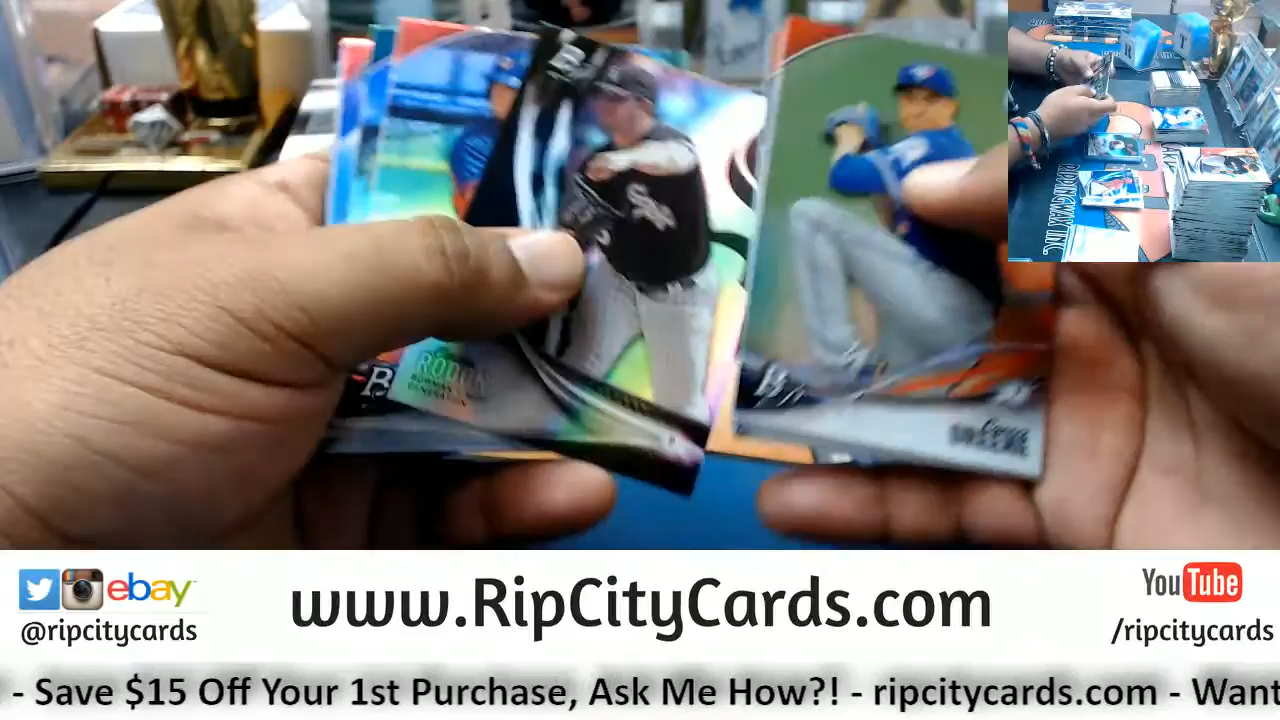 Sox
RODON
BOWMAN
ebay
@ripcitycards
www.RipCityCards.com
YouTube
/ripcitycards
- Save $15 Off Your 1st Purchase, Ask Me How?! - ripcitycards.com - Want